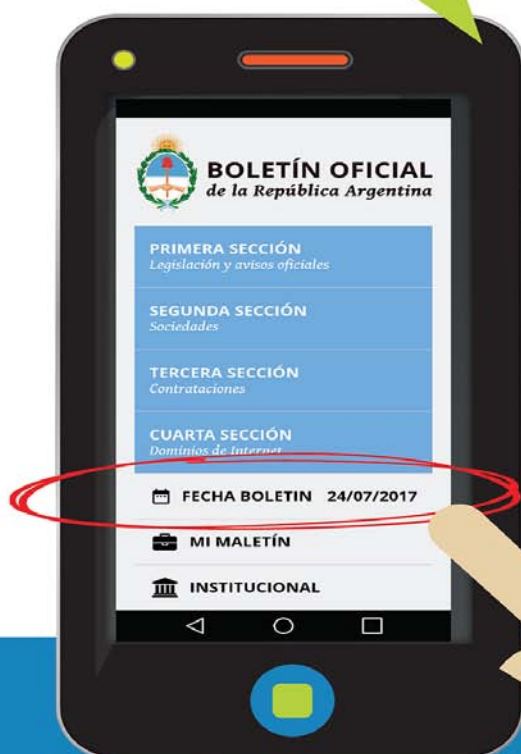 BOLETÍN OFICIAL
de la República Argentina
PRIMERA SECCIÓN
Legislación y avisos oficiales
SEGUNDA SECCIÓN
Sociedades
TERCERA SECCIÓN
Contrataciones
CUARTA SECCIÓN
Dominios de Internet
FECHA BOLETIN 24/07/2017
MI MALETÍN
INSTITUCIONAL